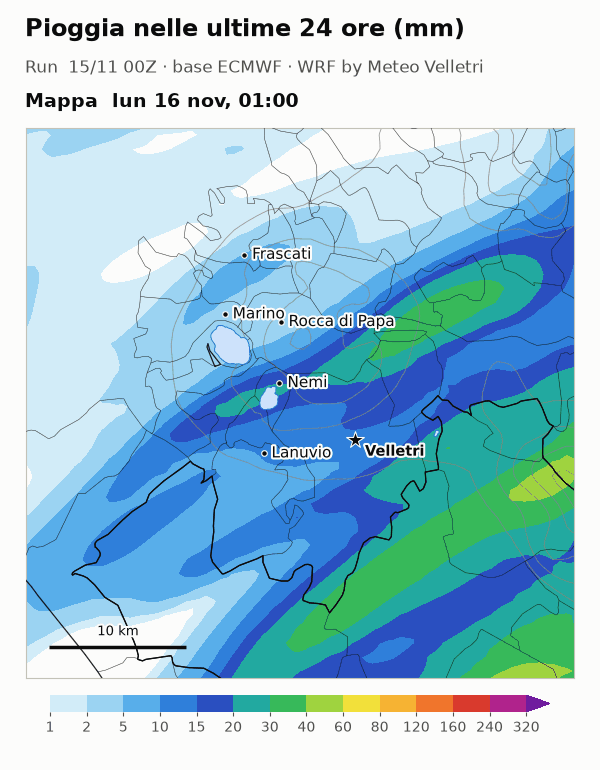 Pioggia nelle ultime 24 ore (mm)
Run 15/11 00Z · base ECMWF · WRF by Meteo Velletri
Mappa lun 16 nov, 01:00
Frascati
Marino
Rocca di Papa
Nemi
Velletri
Lanuvio
10 km
1 2 5 10 15 20 30 40 60 80 120 160 240 320